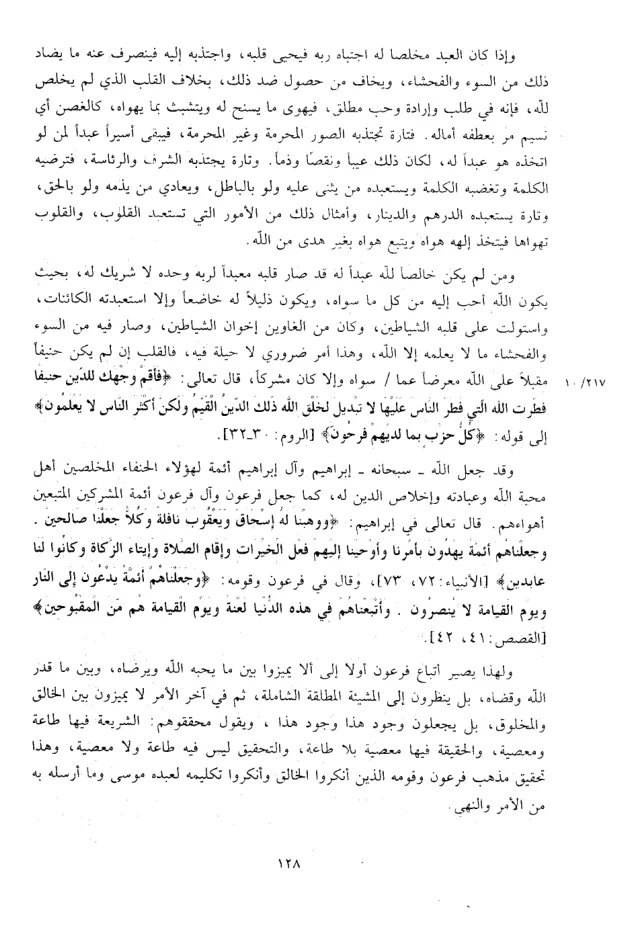 وإذا كان العبد مخلصا له اجتباه ربه فيحيى قلبه، واجتذبه إليه فينصرف عنه ما يضاد
ذلك من السوء والفحشاء، ويخاف من حصول ضد ذلك، بخلاف القلب الذي لم يخلص
لله، فإنه في طلب وإرادة وحب مطلق، فيهوى ما يسنح له ويتشبث بما يهواه، كالغصن أي
نسيم مر بعطفه أماله. فتارة تجتذبه الصور المحرمة وغير المحرمة، فيبقى أسيراً عبداً لمن لو
اتخذه هو عبداً له، لكان ذلك عيباً ونقصًا وذماً. وتارة يجتذبه الشرف والرئاسة، فترضيه
الكلمة وتغضبه الكلمة ويستعبده من يثنى عليه ولو بالباطل، ويعادي من يذمه ولو بالحق،
وتارة يستعبده الدرهم والدينار، وأمثال ذلك من الأمور التي تستعبد القلوب، والقلوب
تهواها فيتخذ إلهه هواه ويتبع هواه بغير هدى من الله.
ومن لم يكن خالصاً لله عبداً له قد صار قلبه معبداً لربه وحده لا شريك له، بحيث
يكون الله أحب إليه من كل ما سواه، ويكون ذليلاً له خاضعاً وإلا استعبدته الكائنات،
واستولت على قلبه الشياطين، وكان من الغاوين إخوان الشياطين، وصار فيه من السوء
والفحشاء ما لا يعلمه إلا الله، وهذا أمر ضروري لا حيلة فيه، فالقلب إن لم يكن حنيفاً
مقبلاً على الله معرضاً عما / سواه وإلا كان مشركاً، قال تعالى: ﴿فَأَقِمْ وَجْهَكَ لِلدِّينِ حَنِيفًا ١٠/٢١٧
فطرت الله التي فطر الناس عليها لا تبديل لخلق الله ذلك الدين القيم ولكن أكثر الناس لا يعلمون﴾
إلى قوله: ﴿كُلُّ حزب بما لديهم فرحون﴾ [الروم: ٣٠ـ٣٢].
وقد جعل الله ـ سبحانه ـ إبراهيم وآل إبراهيم أئمة لهؤلاء الحنفاء المخلصين أهل
محبة الله وعبادته وإخلاص الدين له، كما جعل فرعون وآل فرعون أئمة المشركين المتبعين
أهواءهم. قال تعالى في إبراهيم: ﴿ووهبنا له إسحاق ويعقوب نافلة وكلا جعلنا صالحين .
وجعلناهم أئمة يهدون بأمرنا وأوحينا إليهم فعل الخيرات وإقام الصلاة وإيتاء الزكاة وكانوا لنا
عابدين﴾ [الأنبياء: ٧٢، ٧٣]، وقال في فرعون وقومه: ﴿وجعلناهم أئمة يدعون إلى النار
ويوم القيامة لا ينصرون . وأتبعناهم في هذه الدنيا لعنة ويوم القيامة هم من المقبوحين﴾
[القصص: ٤١، ٤٢].
ولهذا يصير أتباع فرعون أولا إلى ألا يميزوا بين ما يحبه الله ويرضاه، وبين ما قدر
الله وقضاه، بل ينظرون إلى المشيئة المطلقة الشاملة، ثم في آخر الأمر لا يميزون بين الخالق
والمخلوق، بل يجعلون وجود هذا وجود هذا ، ويقول محققوهم: الشريعة فيها طاعة
ومعصية، والحقيقة فيها معصية بلا طاعة، والتحقيق ليس فيه طاعة ولا معصية، وهذا
تحقيق مذهب فرعون وقومه الذين أنكروا الخالق وأنكروا تكليمه لعبده موسى وما أرسله به
من الأمر والنهي.
١٢٨